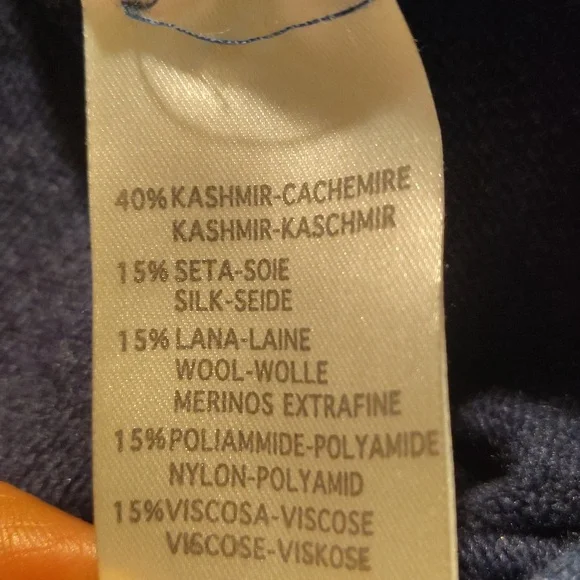 40% KASHMIR-CACHEMIRE
KASHMIR-KASCHMIR
15% SETA-SOIE
SILK-SEIDE
15% LANA-LAINE
WOOL-WOLLE
MERINOS EXTRAFINE
15% POLIAMMIDE-POLYAMIDE
NYLON-POLYAMID
15% VISCOSA-VISCOSE
VISCOSE-VISKOSE